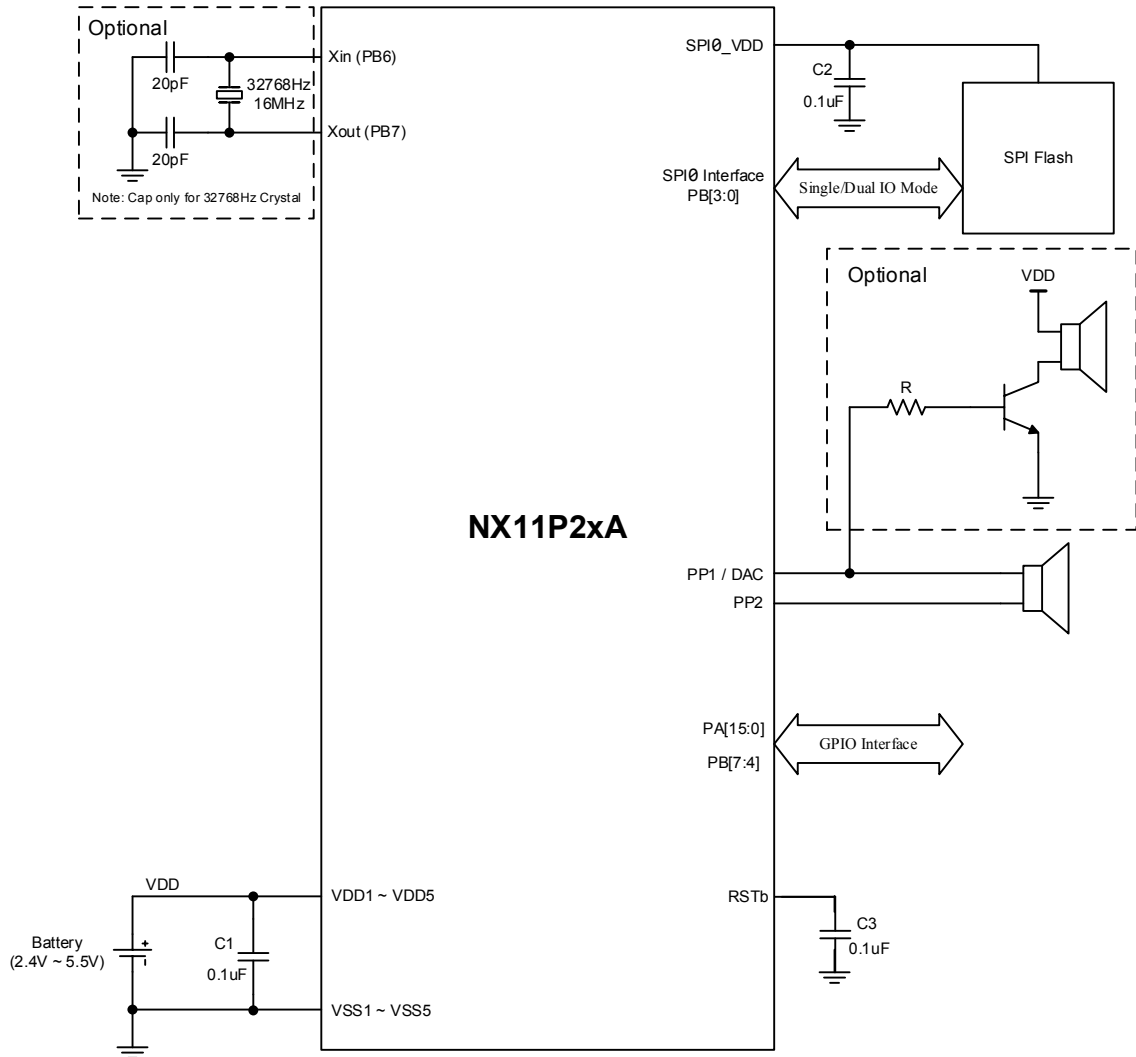 Optional
Xin (PB6)
20pF
32768Hz
16MHz
Xout (PB7)
20pF
Note: Cap only for 32768Hz Crystal
SPI0_VDD
C2
0.1uF
SPI Flash
SPI0 Interface
PB[3:0]
Single/Dual IO Mode
Optional
VDD
R
NX11P2xA
PP1 / DAC
PP2
PA[15:0]
PB[7:4]
GPIO Interface
VDD
VDD1 ~ VDD5
RSTb
Battery
(2.4V ~ 5.5V)
+
-
C1
0.1uF
C3
0.1uF
VSS1 ~ VSS5